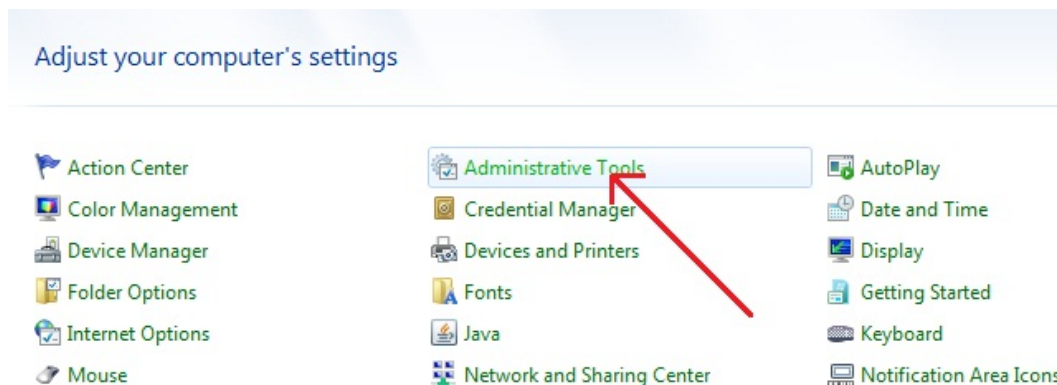 Adjust your computer's settings
Action Center Administrative Tools AutoPlay
Color Management Credential Manager Date and Time
Device Manager Devices and Printers Display
Folder Options Fonts Getting Started
Internet Options Java Keyboard
Mouse Network and Sharing Center Notification Area Icons